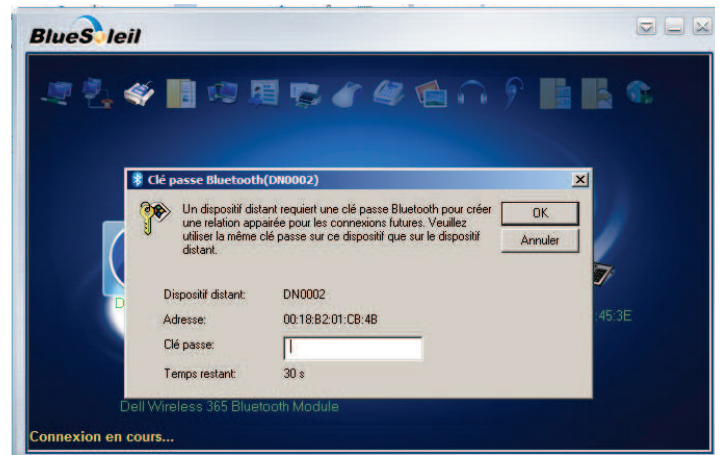 BlueSoleil
Clé passe Bluetooth(DN0002)
Un dispositif distant requiert une clé passe Bluetooth pour créer
une relation appairée pour les connexions futures. Veuillez
utiliser la même clé passe sur ce dispositif que sur le dispositif
distant.
OK
Annuler
Dispositif distant: DN0002
Adresse: 00:18:B2:01:CB:4B
Clé passe:
Temps restant: 30 s
D
:45:3E
Dell Wireless 365 Bluetooth Module
Connexion en cours...